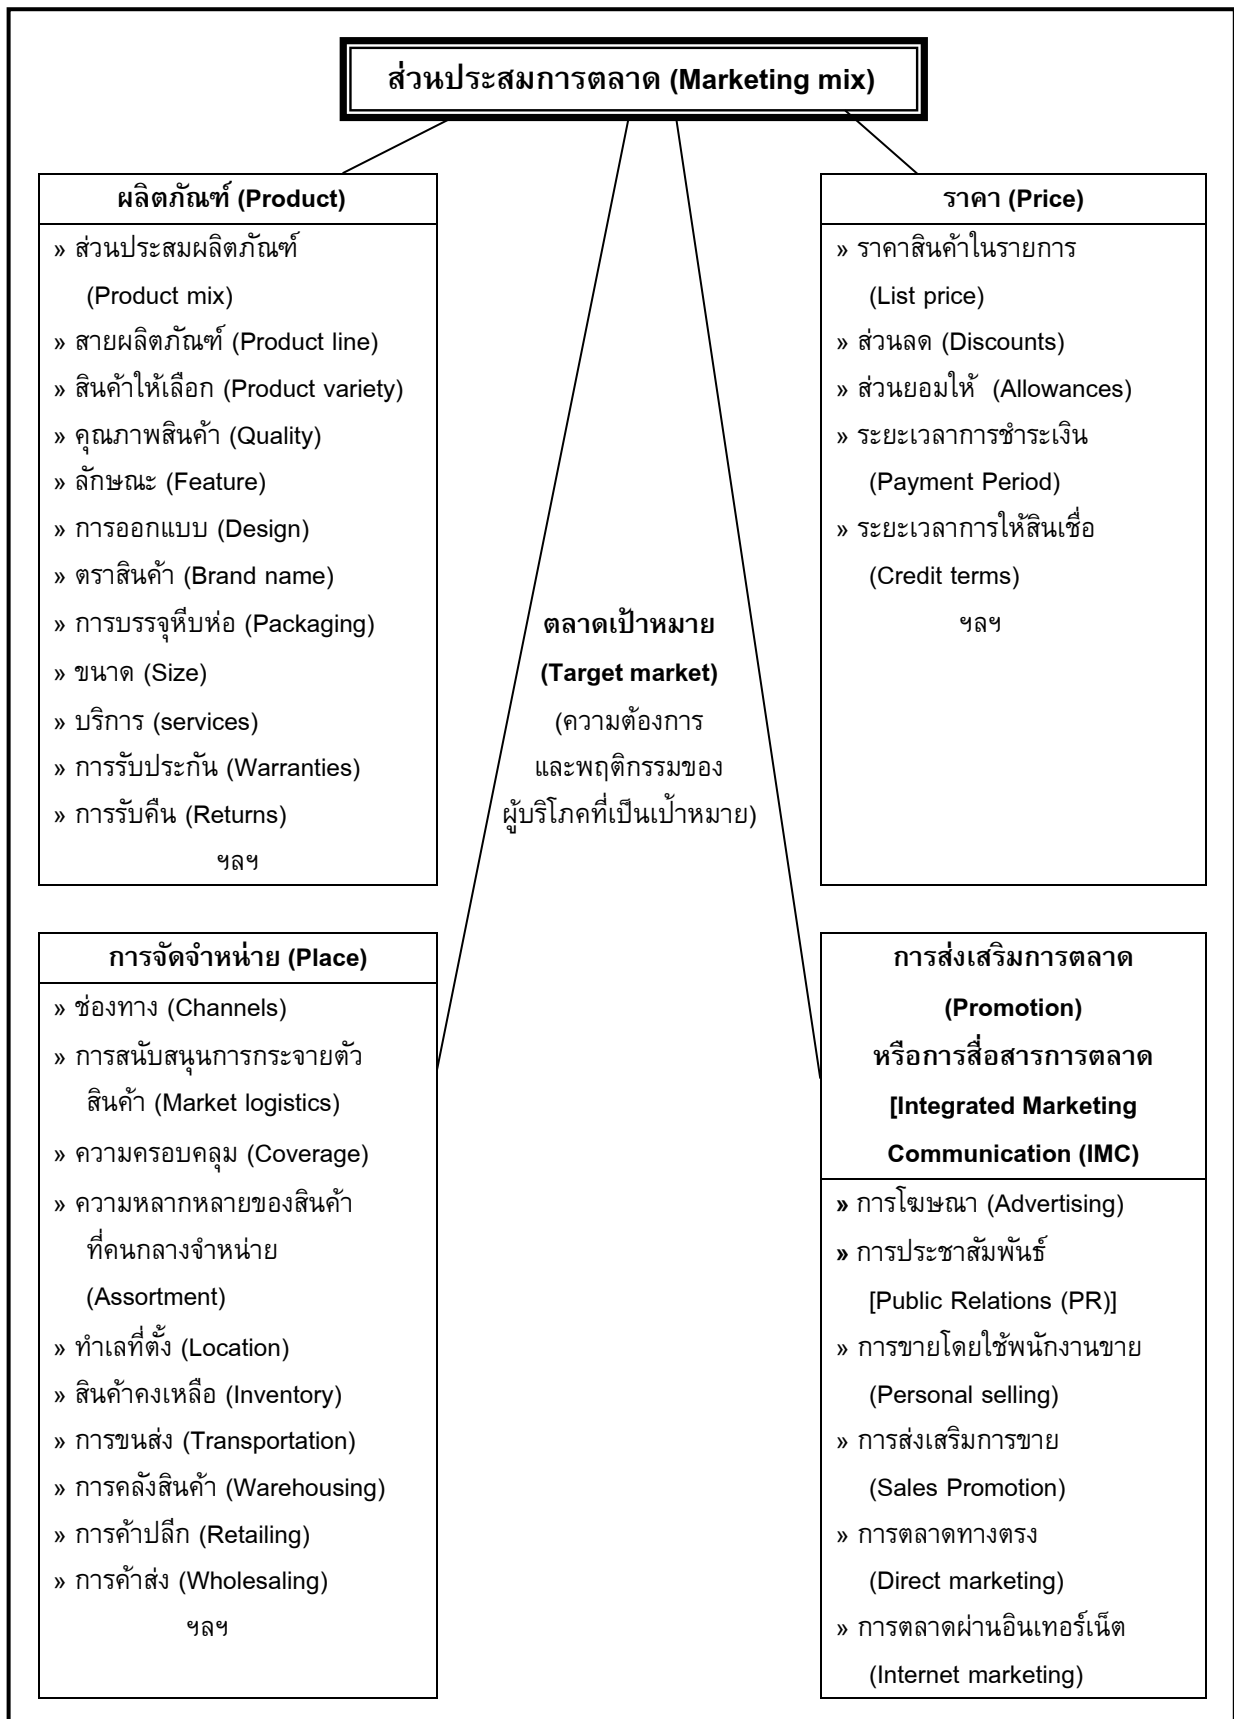 ส่วนประสมการตลาด (Marketing mix)
ผลิตภัณฑ์ (Product)
» ส่วนประสมผลิตภัณฑ์
(Product mix)
» สายผลิตภัณฑ์ (Product line)
» สินค้าให้เลือก (Product variety)
» คุณภาพสินค้า (Quality)
» ลักษณะ (Feature)
» การออกแบบ (Design)
» ตราสินค้า (Brand name)
» การบรรจุหีบห่อ (Packaging)
» ขนาด (Size)
» บริการ (services)
» การรับประกัน (Warranties)
» การรับคืน (Returns)
ฯลฯ
ราคา (Price)
» ราคาสินค้าในรายการ
(List price)
» ส่วนลด (Discounts)
» ส่วนยอมให้ (Allowances)
» ระยะเวลาการชำระเงิน
(Payment Period)
» ระยะเวลาการให้สินเชื่อ
(Credit terms)
ฯลฯ
ตลาดเป้าหมาย
(Target market)
(ความต้องการ
และพฤติกรรมของ
ผู้บริโภคที่เป็นเป้าหมาย)
การจัดจำหน่าย (Place)
» ช่องทาง (Channels)
» การสนับสนุนการกระจายตัว
สินค้า (Market logistics)
» ความครอบคลุม (Coverage)
» ความหลากหลายของสินค้า
ที่คนกลางจำหน่าย
(Assortment)
» ทำเลที่ตั้ง (Location)
» สินค้าคงเหลือ (Inventory)
» การขนส่ง (Transportation)
» การคลังสินค้า (Warehousing)
» การค้าปลีก (Retailing)
» การค้าส่ง (Wholesaling)
ฯลฯ
การส่งเสริมการตลาด
(Promotion)
หรือการสื่อสารการตลาด
[Integrated Marketing
Communication (IMC)
» การโฆษณา (Advertising)
» การประชาสัมพันธ์
[Public Relations (PR)]
» การขายโดยใช้พนักงานขาย
(Personal selling)
» การส่งเสริมการขาย
(Sales Promotion)
» การตลาดทางตรง
(Direct marketing)
» การตลาดผ่านอินเทอร์เน็ต
(Internet marketing)